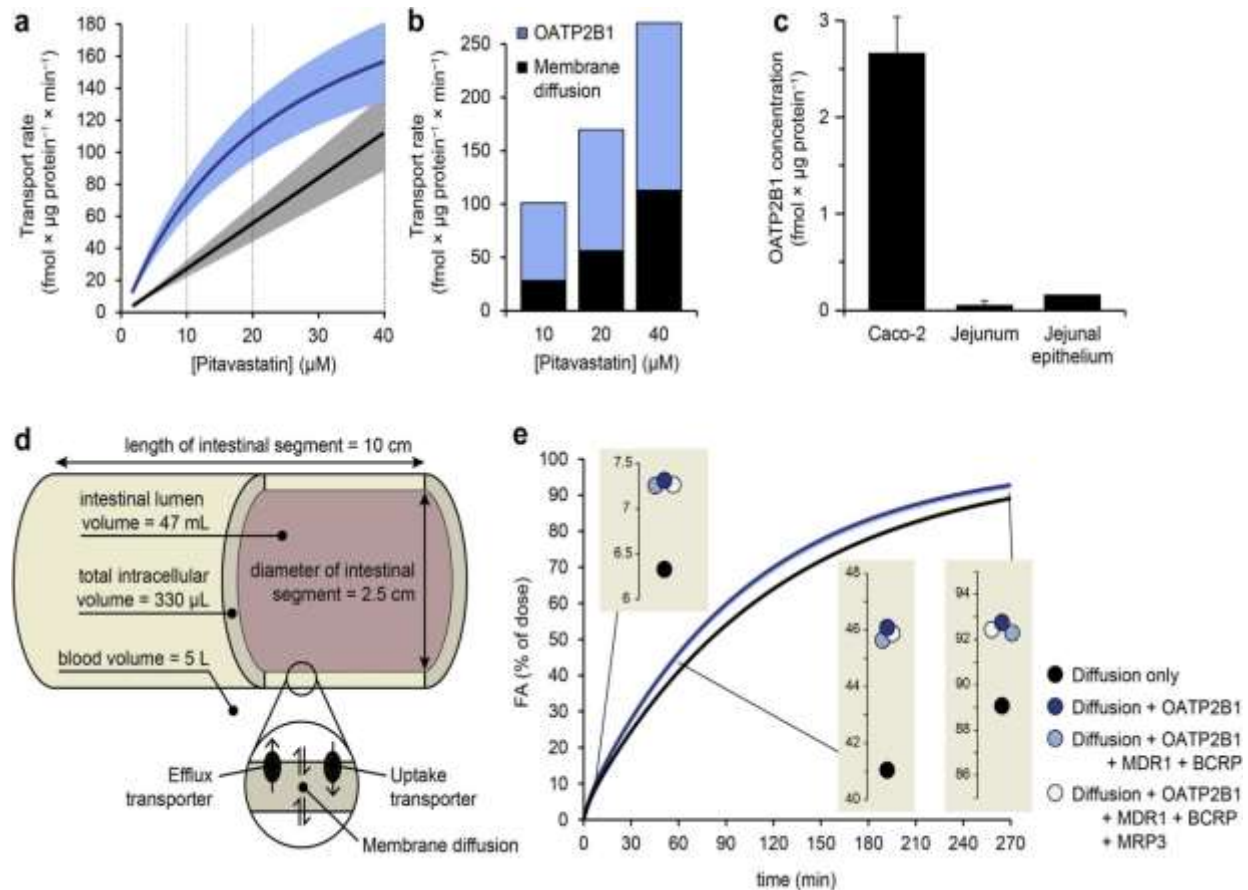 a
180
160
140
120
100
80
60
40
20
0
Transport rate
(fmol × µg protein⁻¹ × min⁻¹)
0
10
20
30
40
[Pitavastatin] (µM)
b
OATP2B1
Membrane
diffusion
250
200
150
100
50
0
Transport rate
(fmol × µg protein⁻¹ × min⁻¹)
10
20
40
[Pitavastatin] (µM)
c
3
2
1
0
OATP2B1 concentration
(fmol × µg protein⁻¹)
Caco-2
Jejunum
Jejunal
epithelium
d
length of intestinal segment = 10 cm
intestinal lumen
volume = 47 mL
total intracellular
volume = 330 µL
diameter of intestinal
segment = 2.5 cm
blood volume = 5 L
Efflux
transporter
Uptake
transporter
Membrane diffusion
e
100
90
80
70
60
50
40
30
20
10
0
FA (% of dose)
7.5
7
6.5
6
48
46
44
42
40
94
92
90
88
86
0
30
60
90
120
150
180
210
240
270
time (min)
Diffusion only
Diffusion + OATP2B1
Diffusion + OATP2B1
+ MDR1 + BCRP
Diffusion + OATP2B1
+ MDR1 + BCRP
+ MRP3